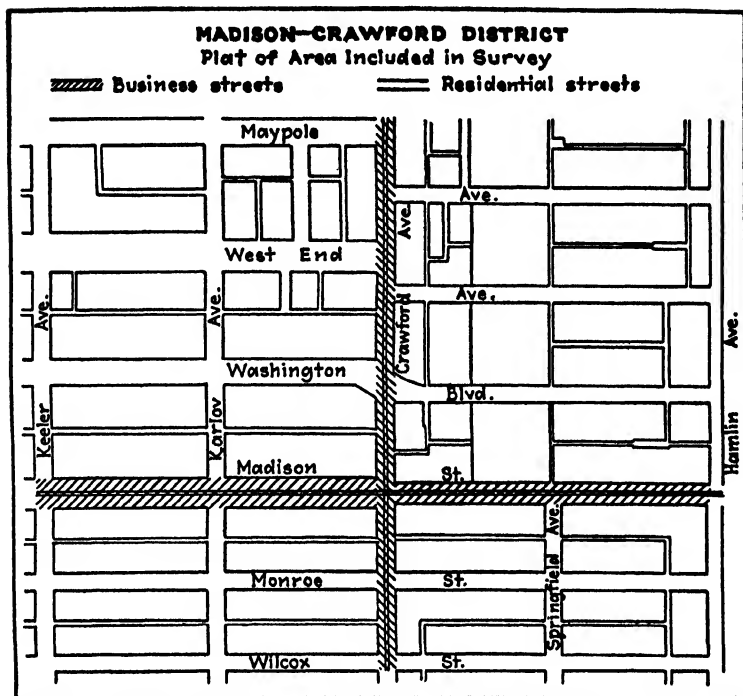 MADISON-CRAWFORD DISTRICT
Plat of Area Included in Survey
Business streets
Residential streets
Maypole Ave.
West End Ave.
Washington Blvd.
Madison St.
Monroe St.
Wilcox St.
Keeler Ave.
Karlov Ave.
Crawford Ave.
Springfield Ave.
Hamlin Ave.